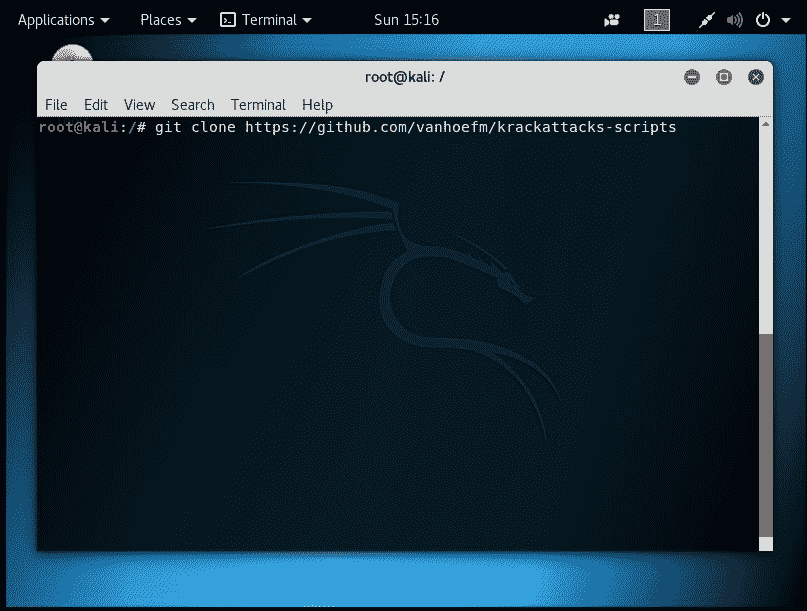 Applications Places Terminal Sun 15:16 1
root@kali: /
File Edit View Search Terminal Help
root@kali:/# git clone https://github.com/vanhoefm/krackattacks-scripts